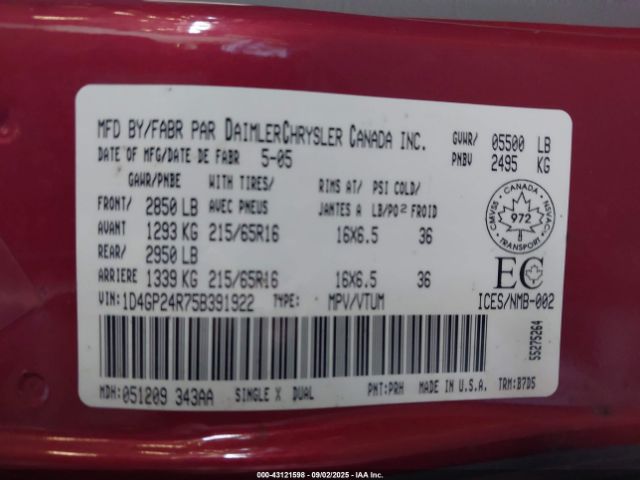 MFD BY/FABR PAR DAIMLERCHRYSLER CANADA INC.
GVWR/ 05500 LB
PNBV 2495 KG
DATE OF MFG/DATE DE FABR 5-05
GAWR/PNBE WITH TIRES/ RIMS AT/ PSI COLD/
FRONT/ 2850 LB AVEC PNEUS JANTES A LB/PO2 FROID
AVANT 1293 KG 215/65R16 16X6.5 36
REAR/ 2950 LB
ARRIERE 1339 KG 215/65R16 16X6.5 36
CANADA
CMVSS 972 NSVAC
TRANSPORT
EC
VIN: 1D4GP24R75B391922 TYPE: MPV/VTUM ICES/NMB-002
55275264
MDH: 051209 343AA SINGLE X DUAL PNT: PRH MADE IN U.S.A. TRM: B7D5
000-43121598 - 09/02/2025 - IAA Inc.